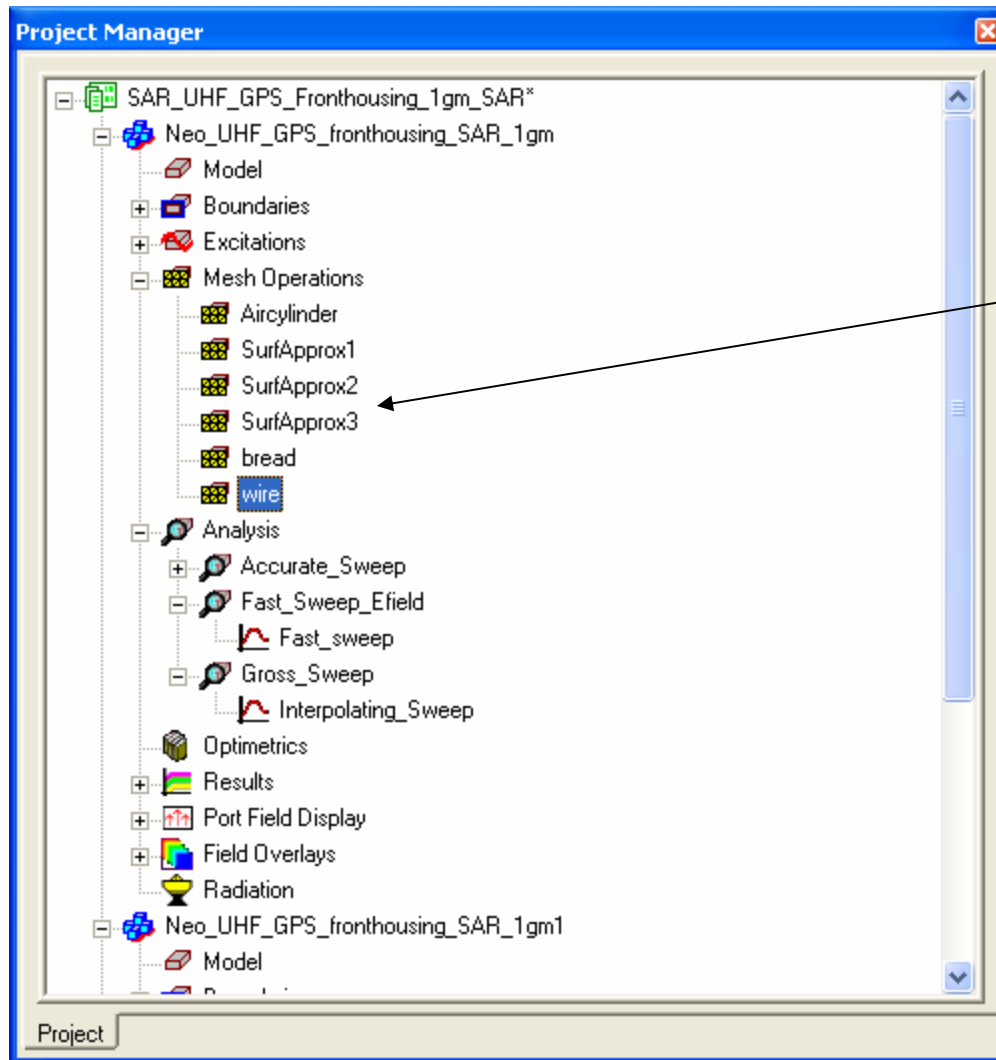 Project Manager
SAR_UHF_GPS_Fronthousing_1gm_SAR*
Neo_UHF_GPS_fronthousing_SAR_1gm
Model
Boundaries
Excitations
Mesh Operations
Aircylinder
SurfApprox1
SurfApprox2
SurfApprox3
bread
wire
Analysis
Accurate_Sweep
Fast_Sweep_Efield
Fast_sweep
Gross_Sweep
Interpolating_Sweep
Optimetrics
Results
Port Field Display
Field Overlays
Radiation
Neo_UHF_GPS_fronthousing_SAR_1gm1
Model
Project